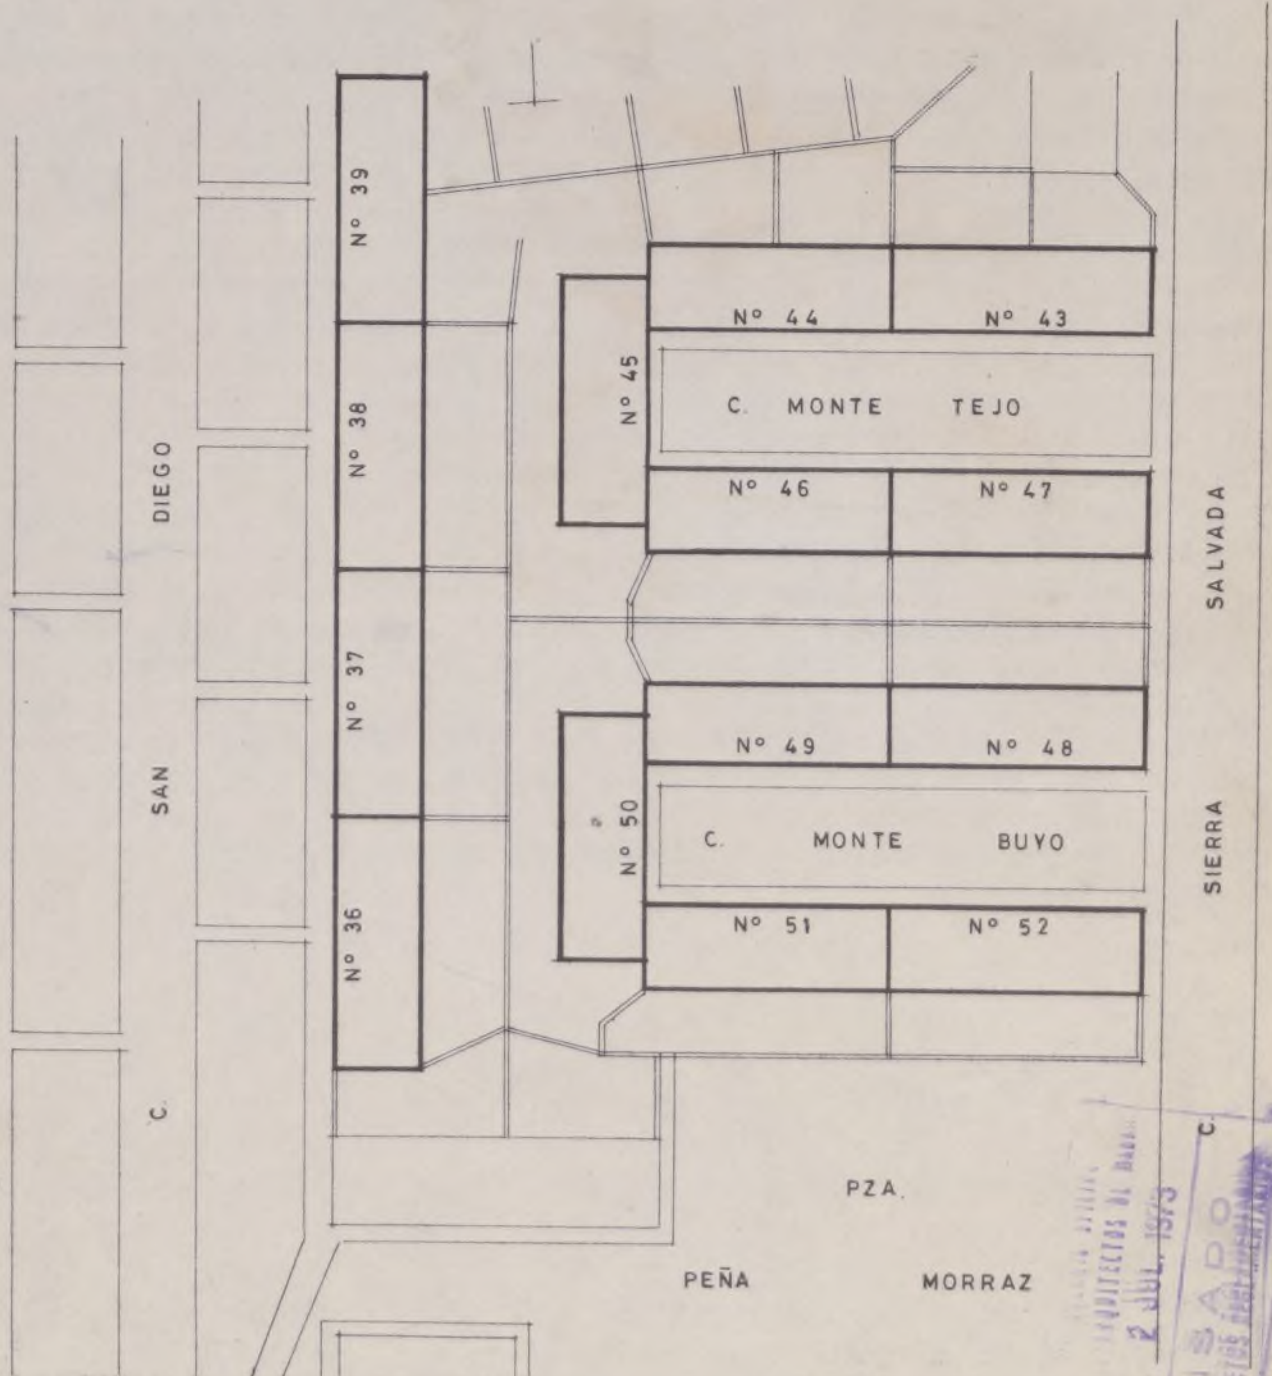 Nº 39
Nº 38
Nº 37
Nº 36
C. SAN DIEGO
Nº 45
Nº 44
Nº 43
C. MONTE TEJO
Nº 46
Nº 47
Nº 49
Nº 48
Nº 50
C. MONTE BUYO
Nº 51
Nº 52
C. SIERRA SALVADA
PZA.
PEÑA MORRAZ
2 JUL. 1973